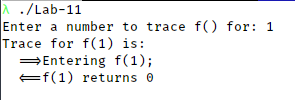 λ ./Lab-11
Enter a number to trace f() for: 1
Trace for f(1) is:
⟹Entering f(1);
⟸f(1) returns 0